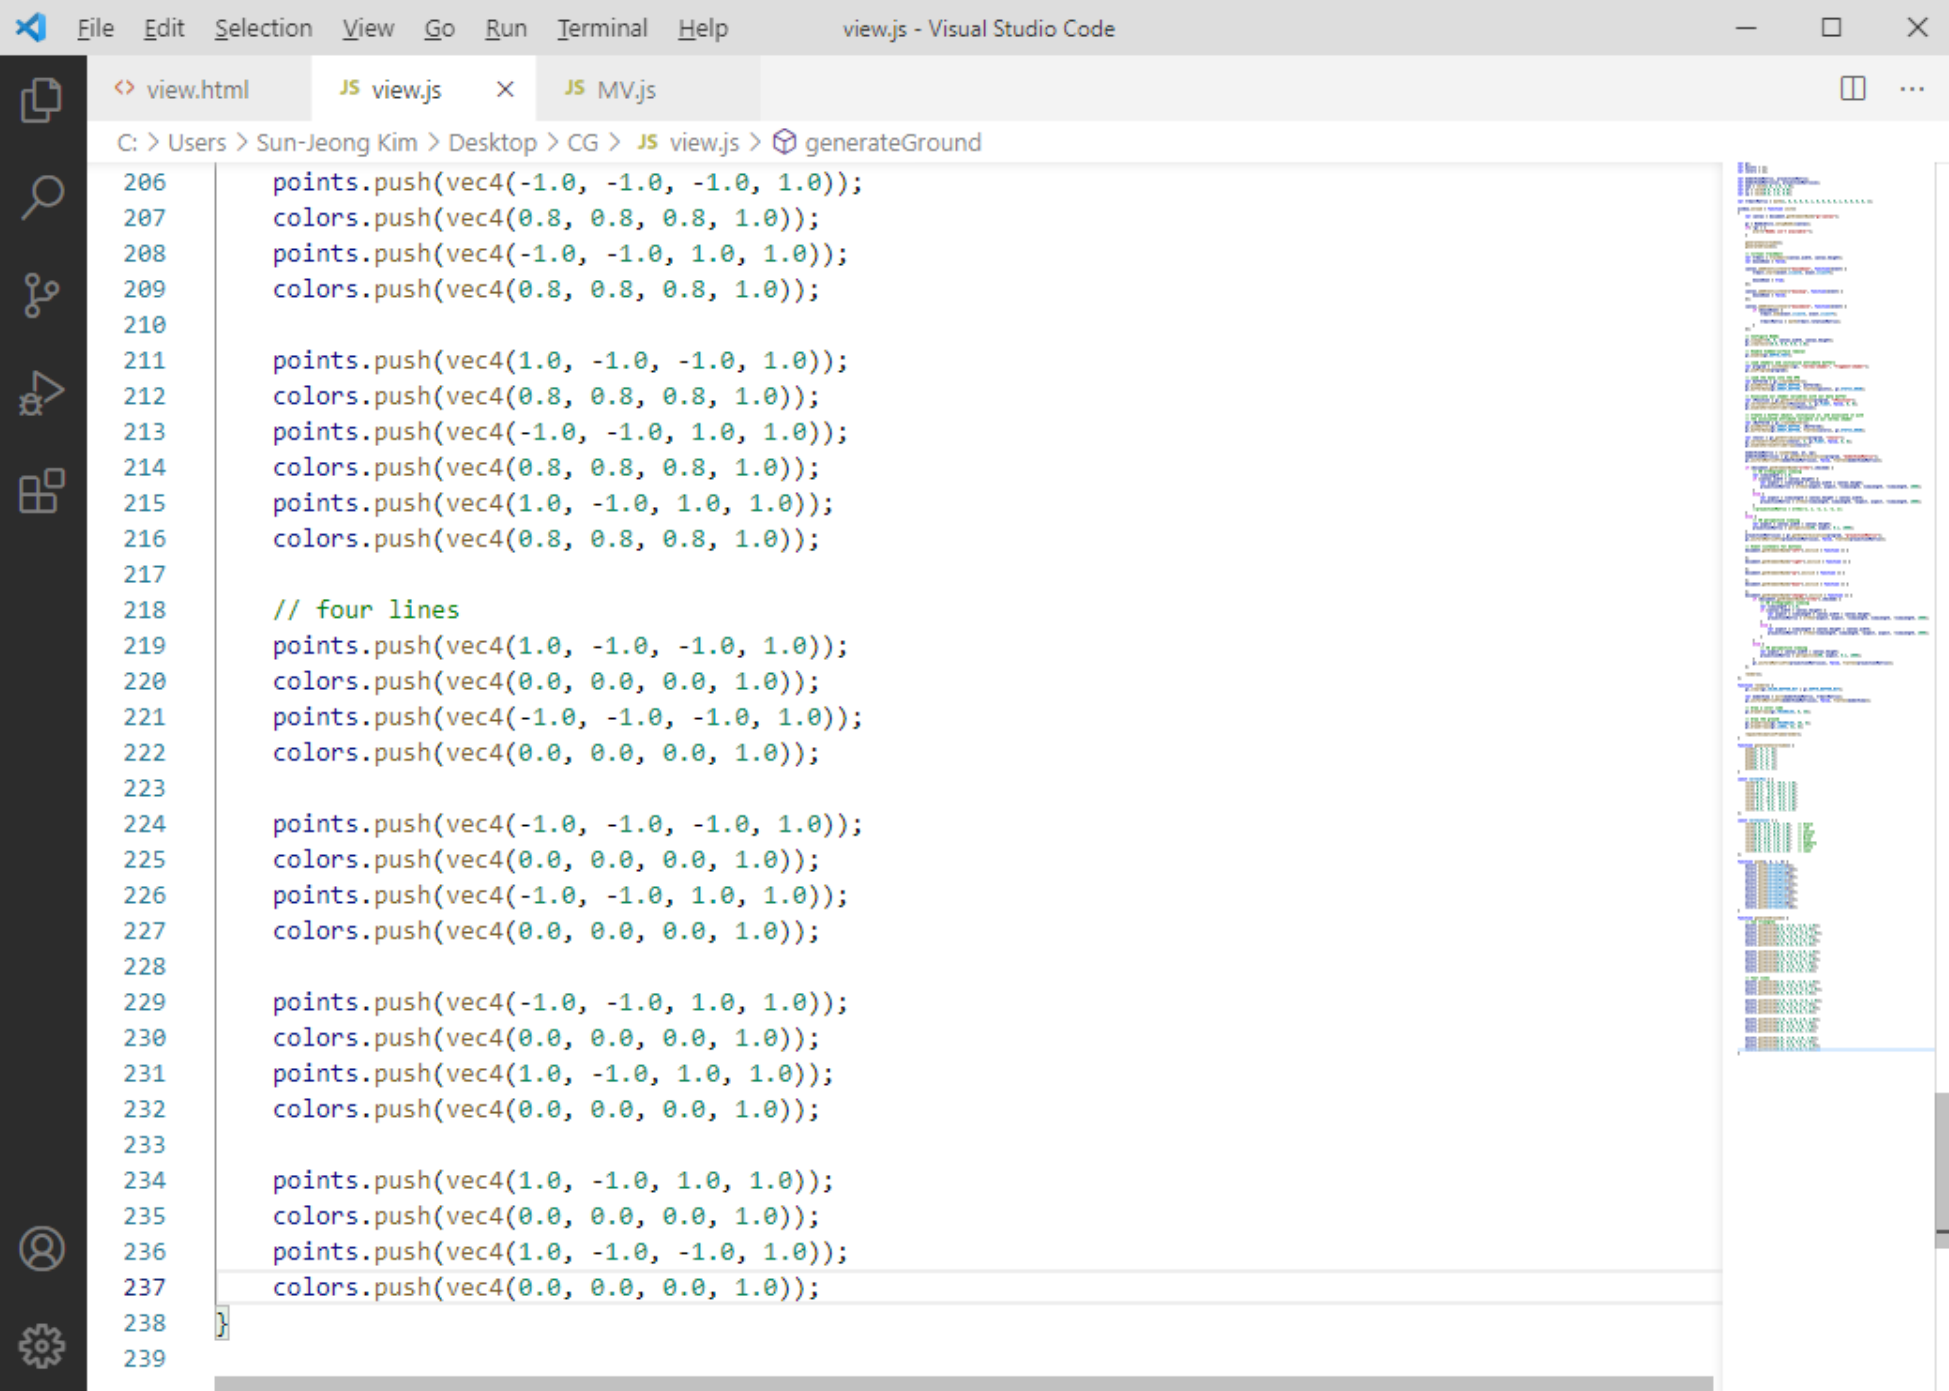 File Edit Selection View Go Run Terminal Help view.js - Visual Studio Code
<> view.html JS view.js JS MV.js
C: > Users > Sun-Jeong Kim > Desktop > CG > JS view.js > generateGround
206 points.push(vec4(-1.0, -1.0, -1.0, 1.0));
207 colors.push(vec4(0.8, 0.8, 0.8, 1.0));
208 points.push(vec4(-1.0, -1.0, 1.0, 1.0));
209 colors.push(vec4(0.8, 0.8, 0.8, 1.0));
210
211 points.push(vec4(1.0, -1.0, -1.0, 1.0));
212 colors.push(vec4(0.8, 0.8, 0.8, 1.0));
213 points.push(vec4(-1.0, -1.0, 1.0, 1.0));
214 colors.push(vec4(0.8, 0.8, 0.8, 1.0));
215 points.push(vec4(1.0, -1.0, 1.0, 1.0));
216 colors.push(vec4(0.8, 0.8, 0.8, 1.0));
217
218 // four lines
219 points.push(vec4(1.0, -1.0, -1.0, 1.0));
220 colors.push(vec4(0.0, 0.0, 0.0, 1.0));
221 points.push(vec4(-1.0, -1.0, -1.0, 1.0));
222 colors.push(vec4(0.0, 0.0, 0.0, 1.0));
223
224 points.push(vec4(-1.0, -1.0, -1.0, 1.0));
225 colors.push(vec4(0.0, 0.0, 0.0, 1.0));
226 points.push(vec4(-1.0, -1.0, 1.0, 1.0));
227 colors.push(vec4(0.0, 0.0, 0.0, 1.0));
228
229 points.push(vec4(-1.0, -1.0, 1.0, 1.0));
230 colors.push(vec4(0.0, 0.0, 0.0, 1.0));
231 points.push(vec4(1.0, -1.0, 1.0, 1.0));
232 colors.push(vec4(0.0, 0.0, 0.0, 1.0));
233
234 points.push(vec4(1.0, -1.0, 1.0, 1.0));
235 colors.push(vec4(0.0, 0.0, 0.0, 1.0));
236 points.push(vec4(1.0, -1.0, -1.0, 1.0));
237 colors.push(vec4(0.0, 0.0, 0.0, 1.0));
238 }
239